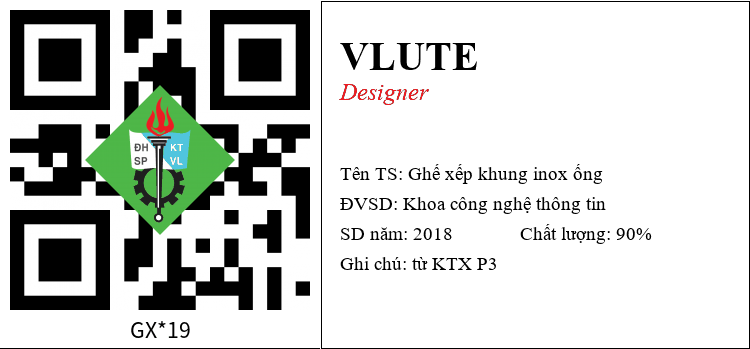 ĐH KT
SP VL
GX*19
VLUTE
Designer
Tên TS: Ghế xếp khung inox ống
ĐVSD: Khoa công nghệ thông tin
SD năm: 2018 Chất lượng: 90%
Ghi chú: từ KTX P3